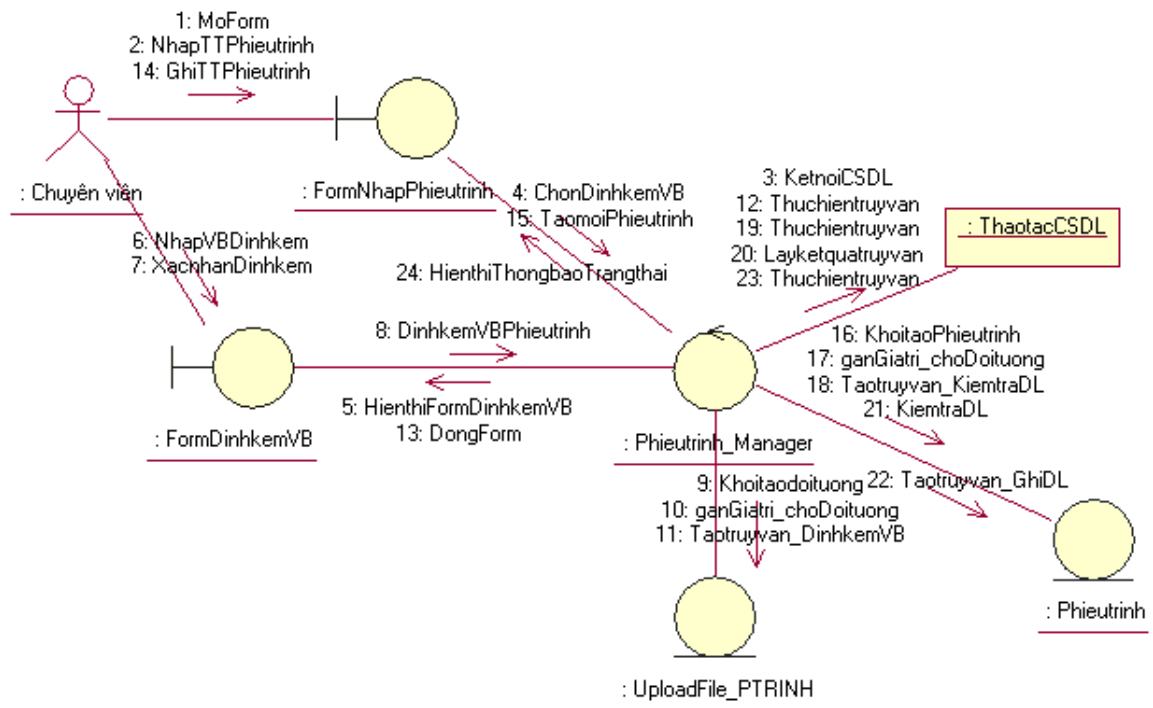 1: MoForm
2: NhapTTPhieutrinh
14: GhiTTPhieutrinh
: Chuyên viên
: FormNhapPhieutrinh
4: ChonDinhkemVB
15: TaomoiPhieutrinh
24: HienthiThongbaoTrangthai
3: KetnoiCSDL
12: Thuchientruyvan
19: Thuchientruyvan
20: Layketquatruyvan
23: Thuchientruyvan
: ThaotacCSDL
6: NhapVBDinhkem
7: XacnhanDinhkem
8: DinhkemVBPhieutrinh
5: HienthiFormDinhkemVB
13: DongForm
: FormDinhkemVB
: Phieutrinh_Manager
16: KhoitaoPhieutrinh
17: ganGiatri_choDoituong
18: Taotruyvan_KiemtraDL
21: KiemtraDL
22: Taotruyvan_GhiDL
9: Khoitaodoituong
10: ganGiatri_choDoituong
11: Taotruyvan_DinhkemVB
: Phieutrinh
: UploadFile_PTRINH